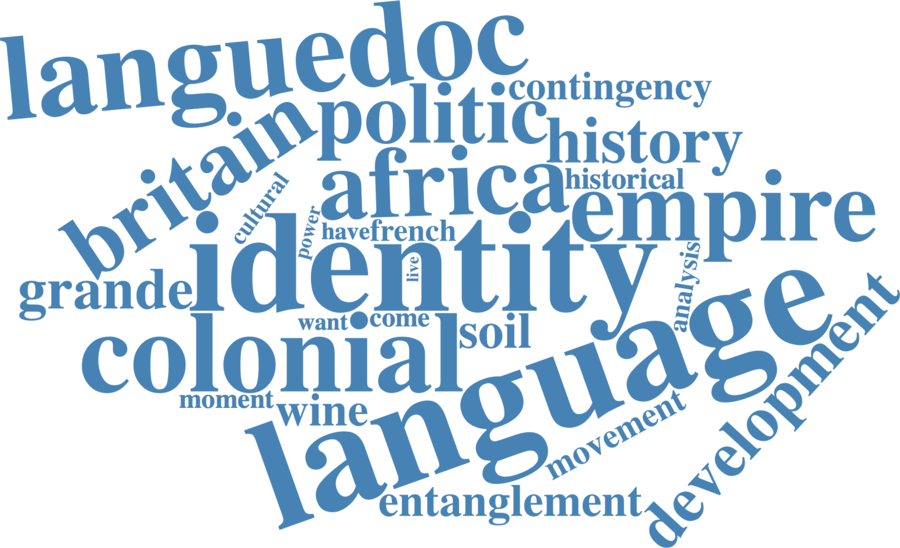 languedoc
contingency
politic
history
britain
africa
historical
cultural
empire
power
have
french
identity
live
analysis
grande
want
come
soil
colonial
language
development
moment
wine
movement
entanglement